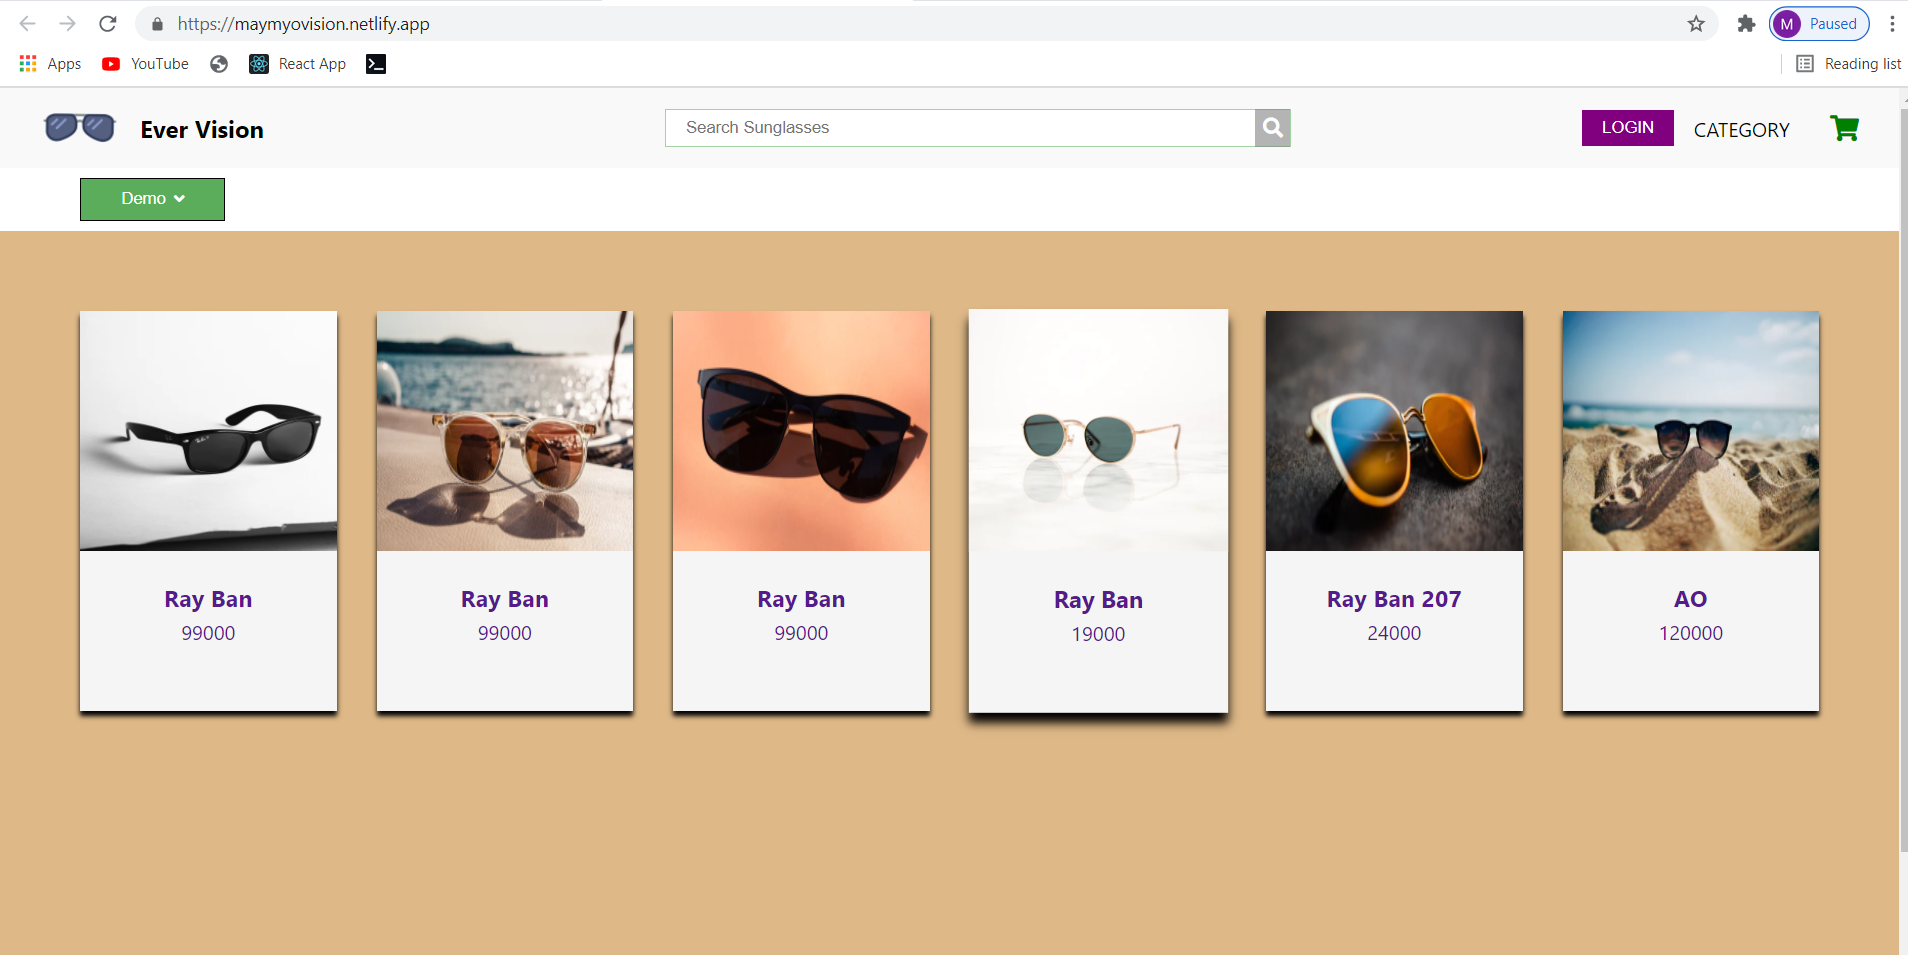 https://maymyovision.netlify.app
M Paused
Apps YouTube React App Reading list
Ever Vision
Search Sunglasses
LOGIN CATEGORY
Demo
Ray Ban
99000
Ray Ban
99000
Ray Ban
99000
Ray Ban
19000
Ray Ban 207
24000
AO
120000